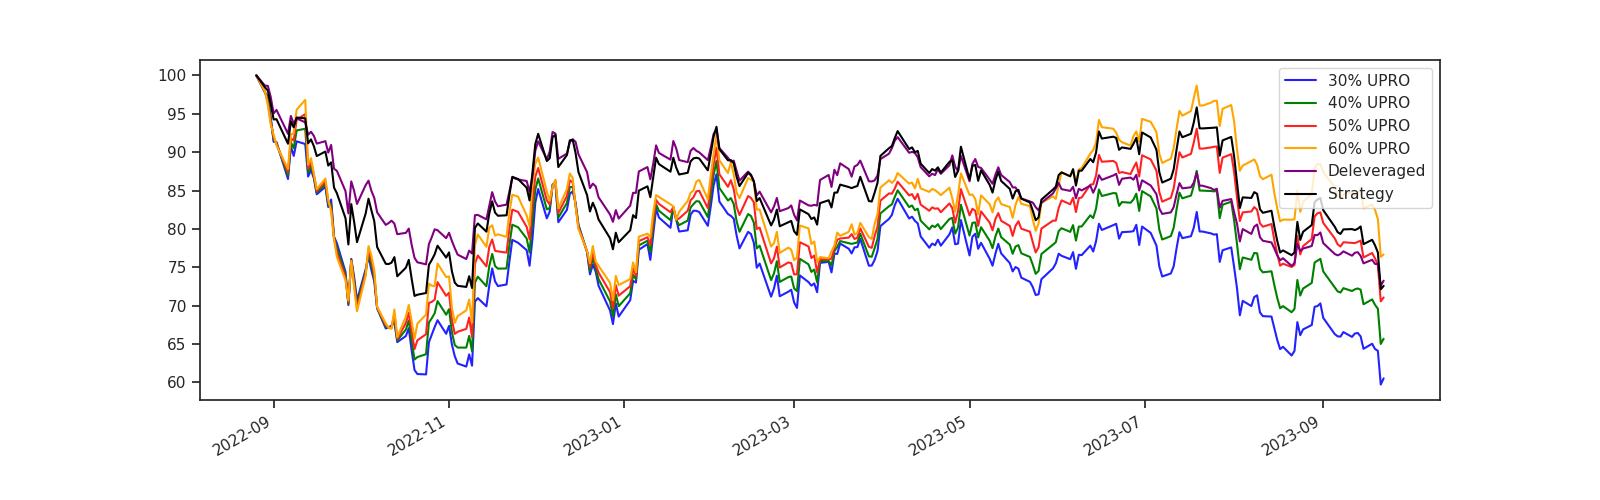 100
95
90
85
80
75
70
65
60
2022-09
2022-11
2023-01
2023-03
2023-05
2023-07
2023-09
30% UPRO
40% UPRO
50% UPRO
60% UPRO
Deleveraged
Strategy